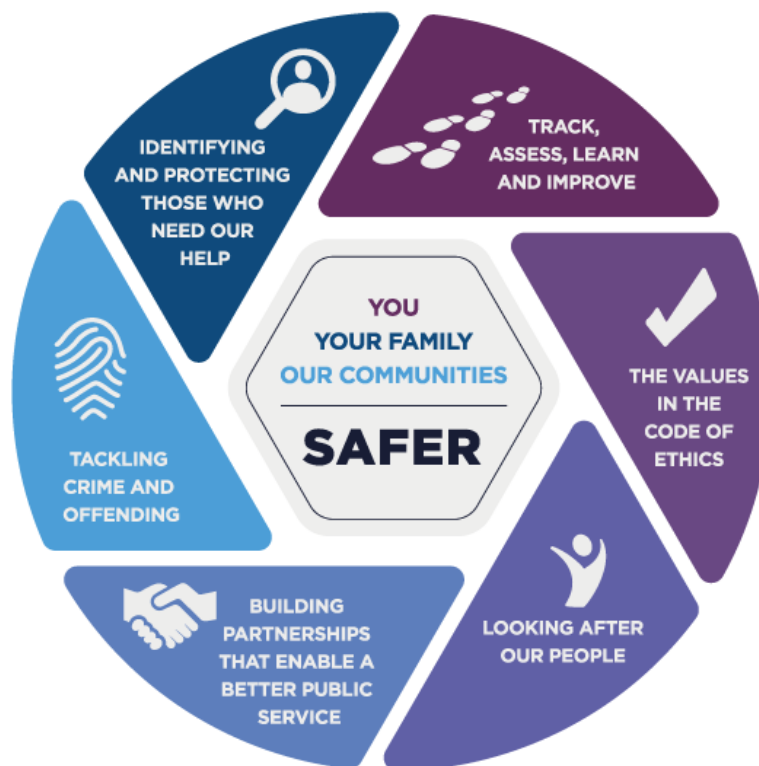 IDENTIFYING
AND PROTECTING
THOSE WHO
NEED OUR
HELP
TRACK,
ASSESS, LEARN
AND IMPROVE
THE VALUES
IN THE
CODE OF
ETHICS
LOOKING AFTER
OUR PEOPLE
BUILDING
PARTNERSHIPS
THAT ENABLE A
BETTER PUBLIC
SERVICE
TACKLING
CRIME AND
OFFENDING
YOU
YOUR FAMILY
OUR COMMUNITIES
SAFER